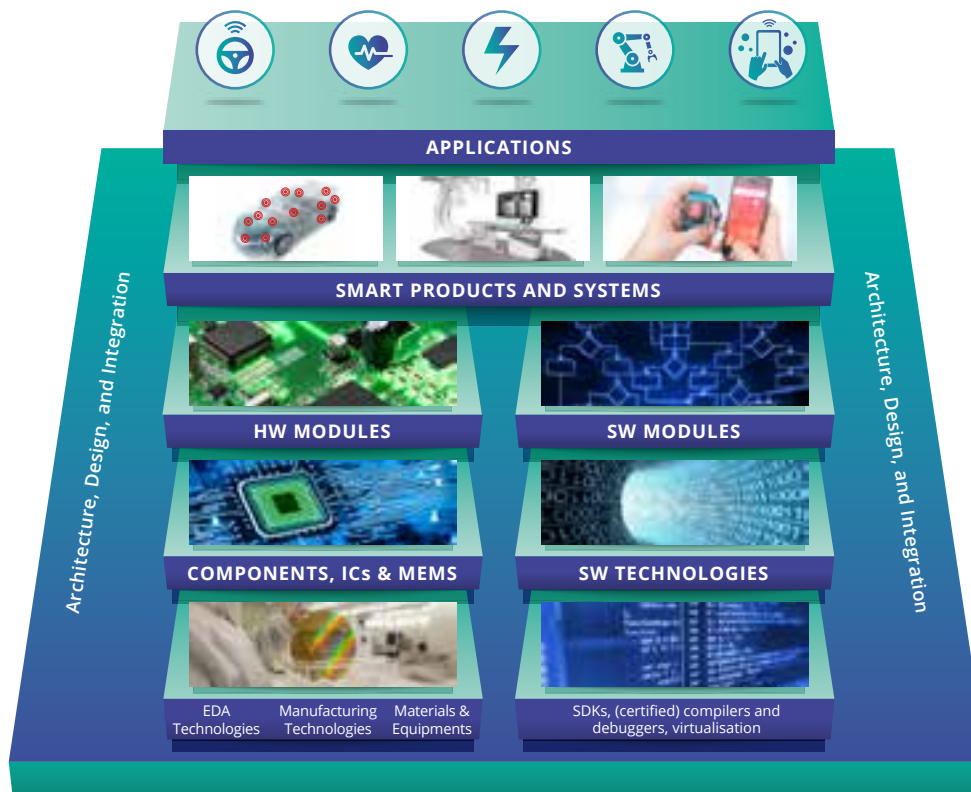 APPLICATIONS
SMART PRODUCTS AND SYSTEMS
Architecture, Design, and Integration
Architecture, Design, and Integration
HW MODULES
SW MODULES
COMPONENTS, ICs & MEMS
SW TECHNOLOGIES
EDA
Technologies
Manufacturing
Technologies
Materials &
Equipments
SDKs, (certified) compilers and
debuggers, virtualisation